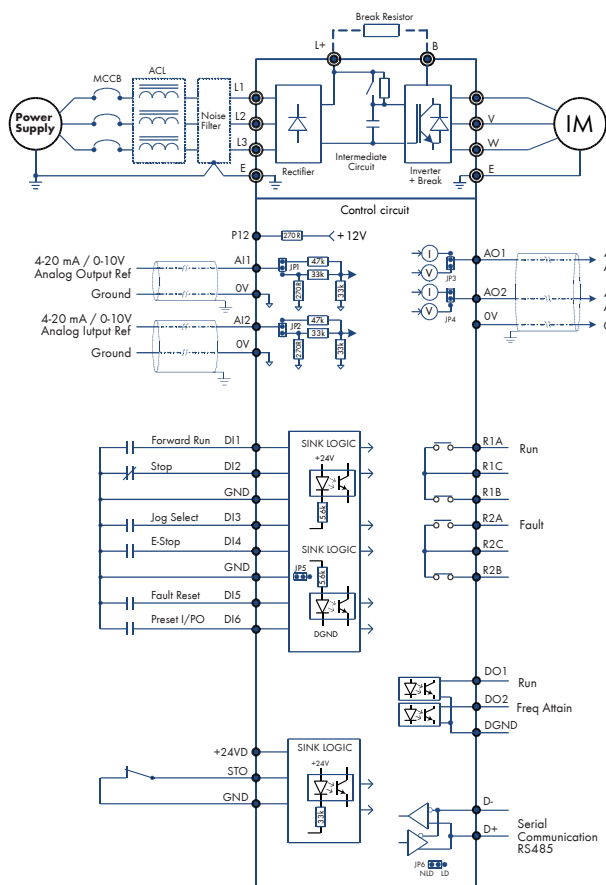 Break Resistor
L+
B
MCCB
ACL
L1
L2
L3
E
Power
Supply
Noise
Filter
Rectifier
Intermediate
Circuit
Inverter
+ Break
V
W
E
IM
Control circuit
P12
270R
+ 12V
4-20 mA / 0-10V
Analog Output Ref
AI1
JP1
47k
33k
270R
33k
Ground
0V
4-20 mA / 0-10V
Analog Iutput Ref
AI2
JP2
47k
33k
270R
33k
Ground
0V
I
V
JP3
AO1
I
V
JP4
AO2
0V
Forward Run
DI1
Stop
DI2
GND
Jog Select
DI3
E-Stop
DI4
GND
Fault Reset
DI5
Preset I/PO
DI6
SINK LOGIC
+24V
5.6k
SINK LOGIC
JP5
5.6k
DGND
R1A
Run
R1C
R1B
R2A
Fault
R2C
R2B
DO1
Run
DO2
Freq Attain
DGND
+24VD
STO
GND
SINK LOGIC
+24V
33k
D-
D+
Serial
Communication
RS485
JP6
NLD
LD